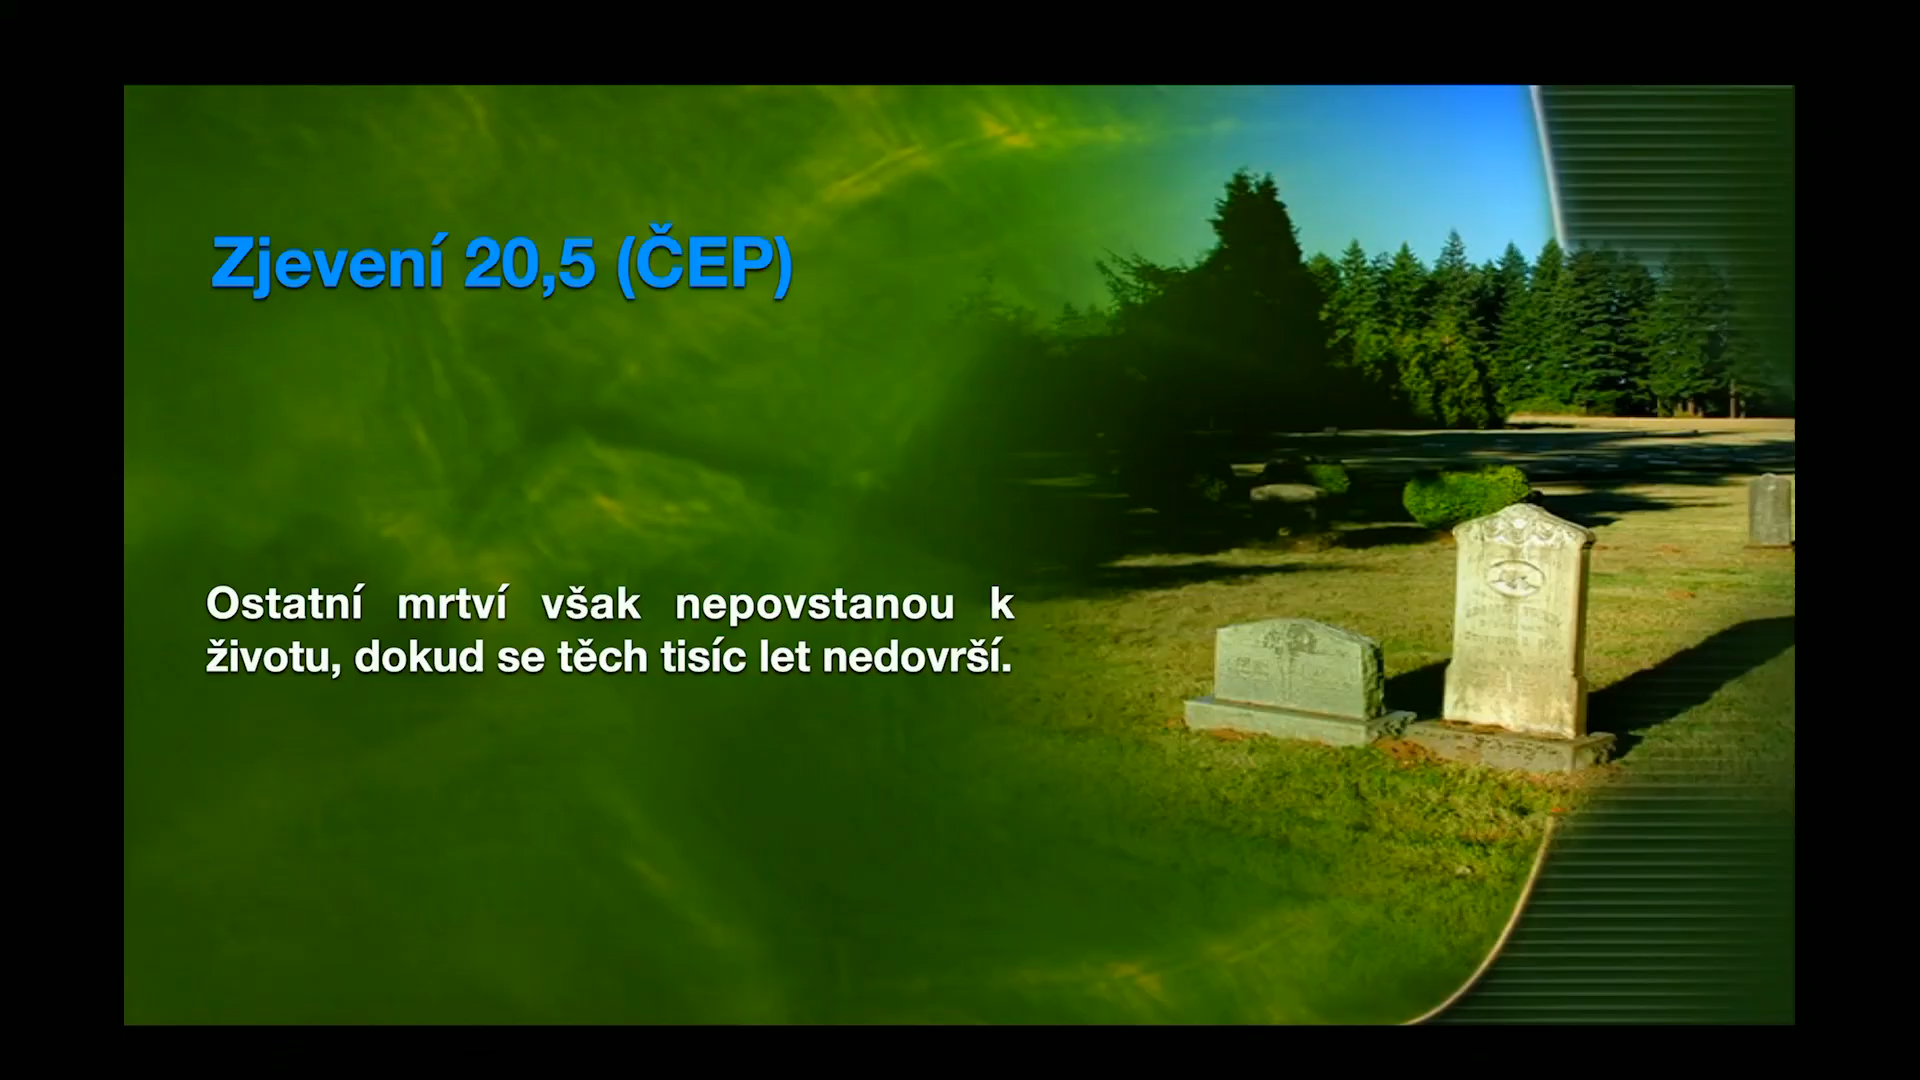 Zjevení 20,5 (ČEP)
Ostatní mrtví však nepovstanou k
životu, dokud se těch tisíc let nedovrší.